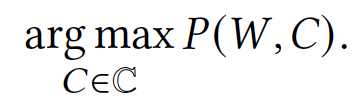 arg max P(W, C).
C∈ℂ